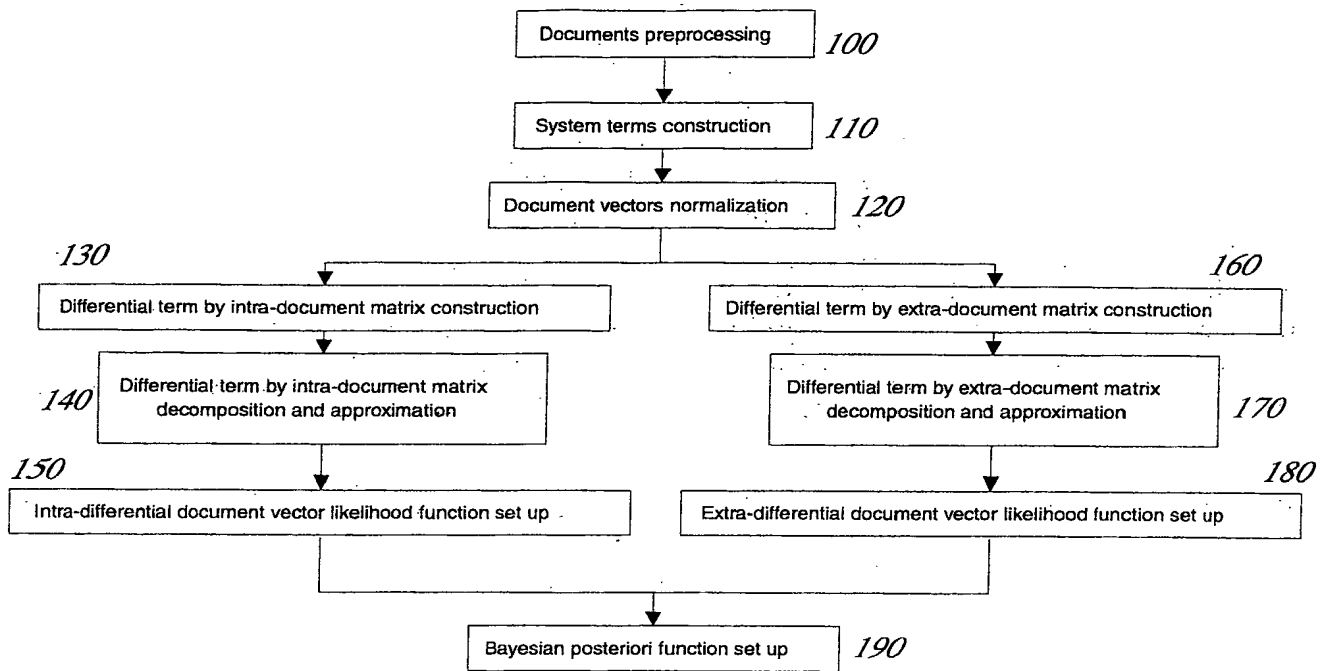 Documents preprocessing
100
System terms construction
110
Document vectors normalization
120
130
160
Differential term by intra-document matrix construction
Differential term by extra-document matrix construction
Differential term by intra-document matrix
decomposition and approximation
140
Differential term by extra-document matrix
decomposition and approximation
170
150
180
Intra-differential document vector likelihood function set up
Extra-differential document vector likelihood function set up
Bayesian posteriori function set up
190